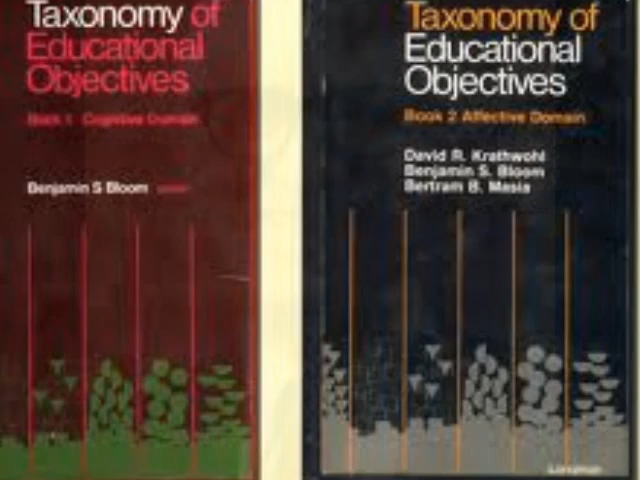 Taxonomy of
Educational
Objectives
Book 1 Cognitive Domain
Benjamin S Bloom
Taxonomy of
Educational
Objectives
Book 2 Affective Domain
David R. Krathwohl
Benjamin S. Bloom
Bertram B. Masia
Longman